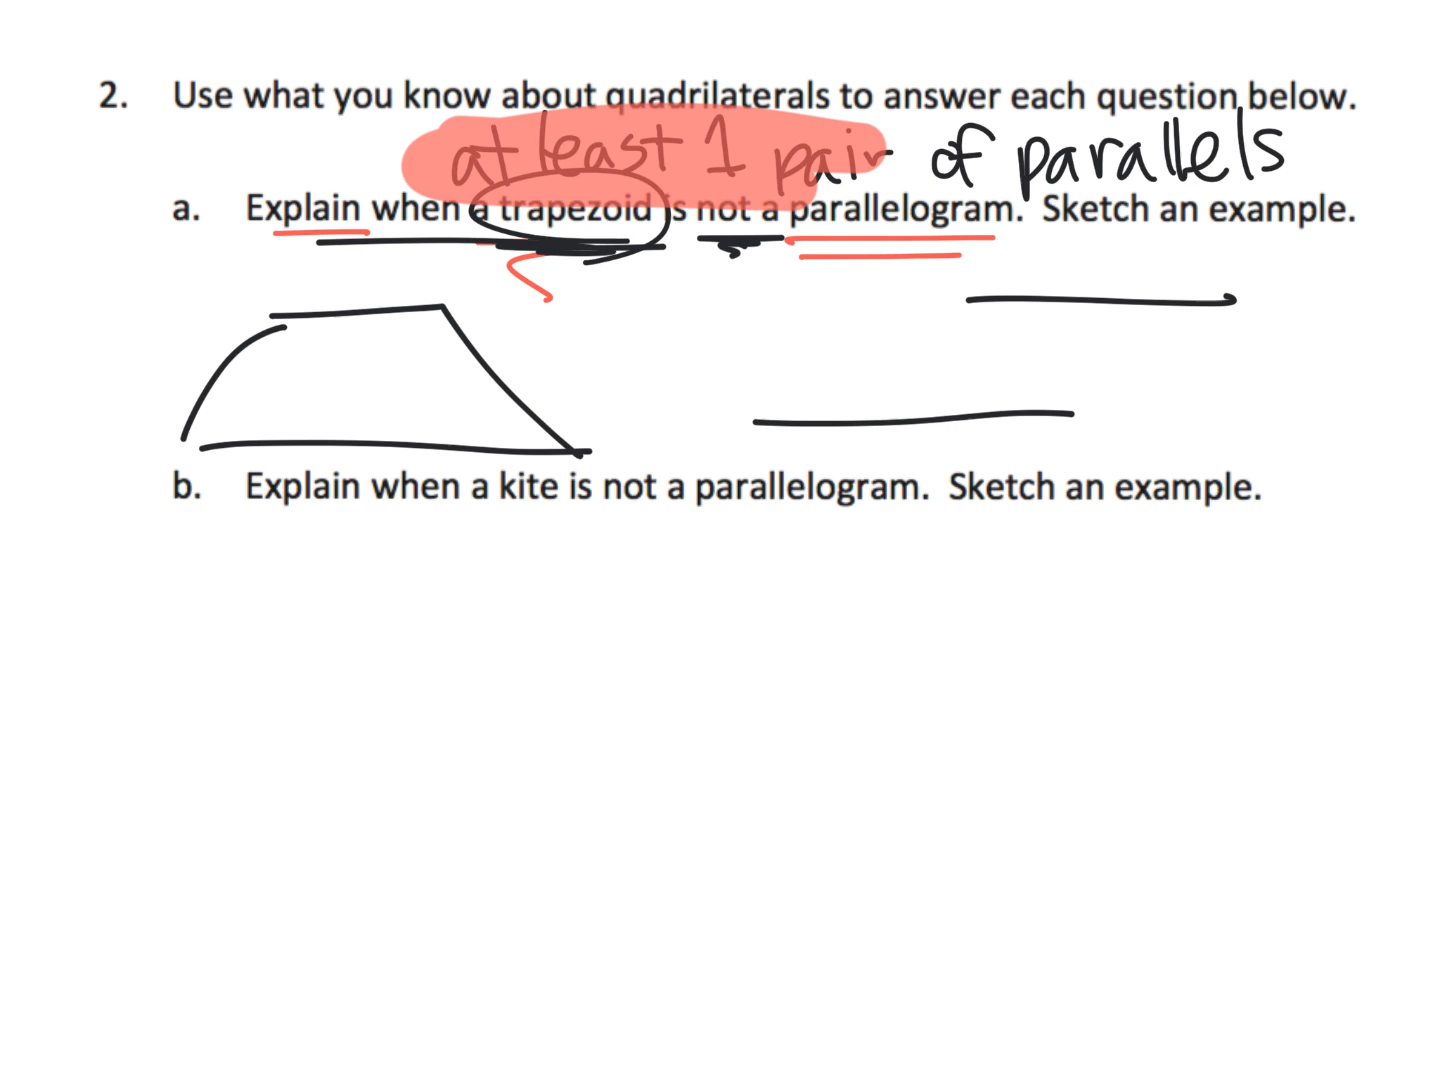 2. Use what you know about quadrilaterals to answer each question below.
at least 1 pair of parallels
a. Explain when a trapezoid is not a parallelogram. Sketch an example.
b. Explain when a kite is not a parallelogram. Sketch an example.